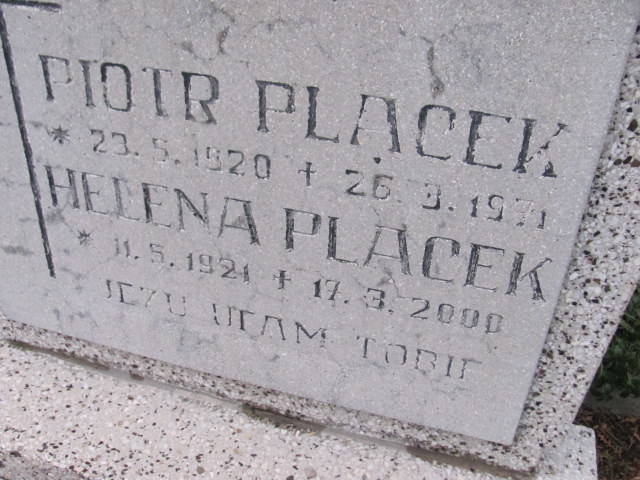 PIOTR PLACEK
* 23.5.1920 + 26.3.1971
HELENA PLACEK
* 11.5.1921 + 17.3.2000
JEZU UFAM TOBIE